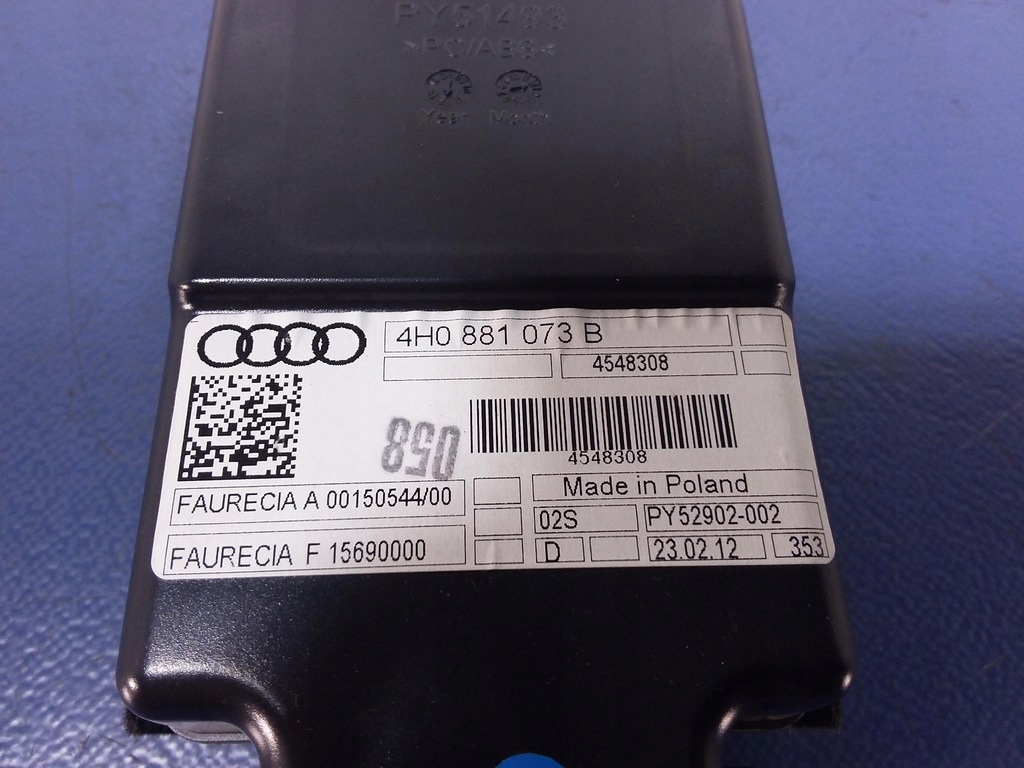 PY51493
>PC/ABS<
Year Month
4H0 881 073 B
4548308
058
4548308
Made in Poland
FAURECIA A 00150544/00
02S PY52902-002
FAURECIA F 15690000
D 23.02.12 353